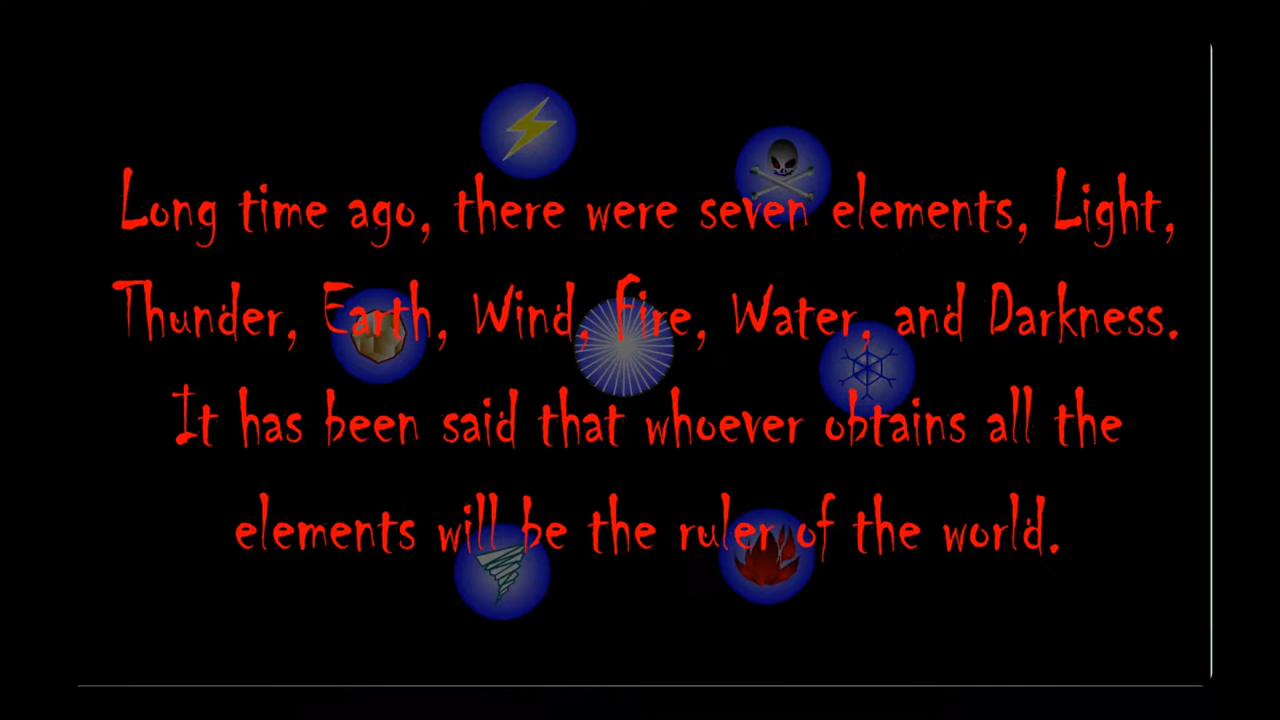 Long time ago, there were seven elements, Light,
Thunder, Earth, Wind, Fire, Water, and Darkness.
It has been said that whoever obtains all the
elements will be the ruler of the world.